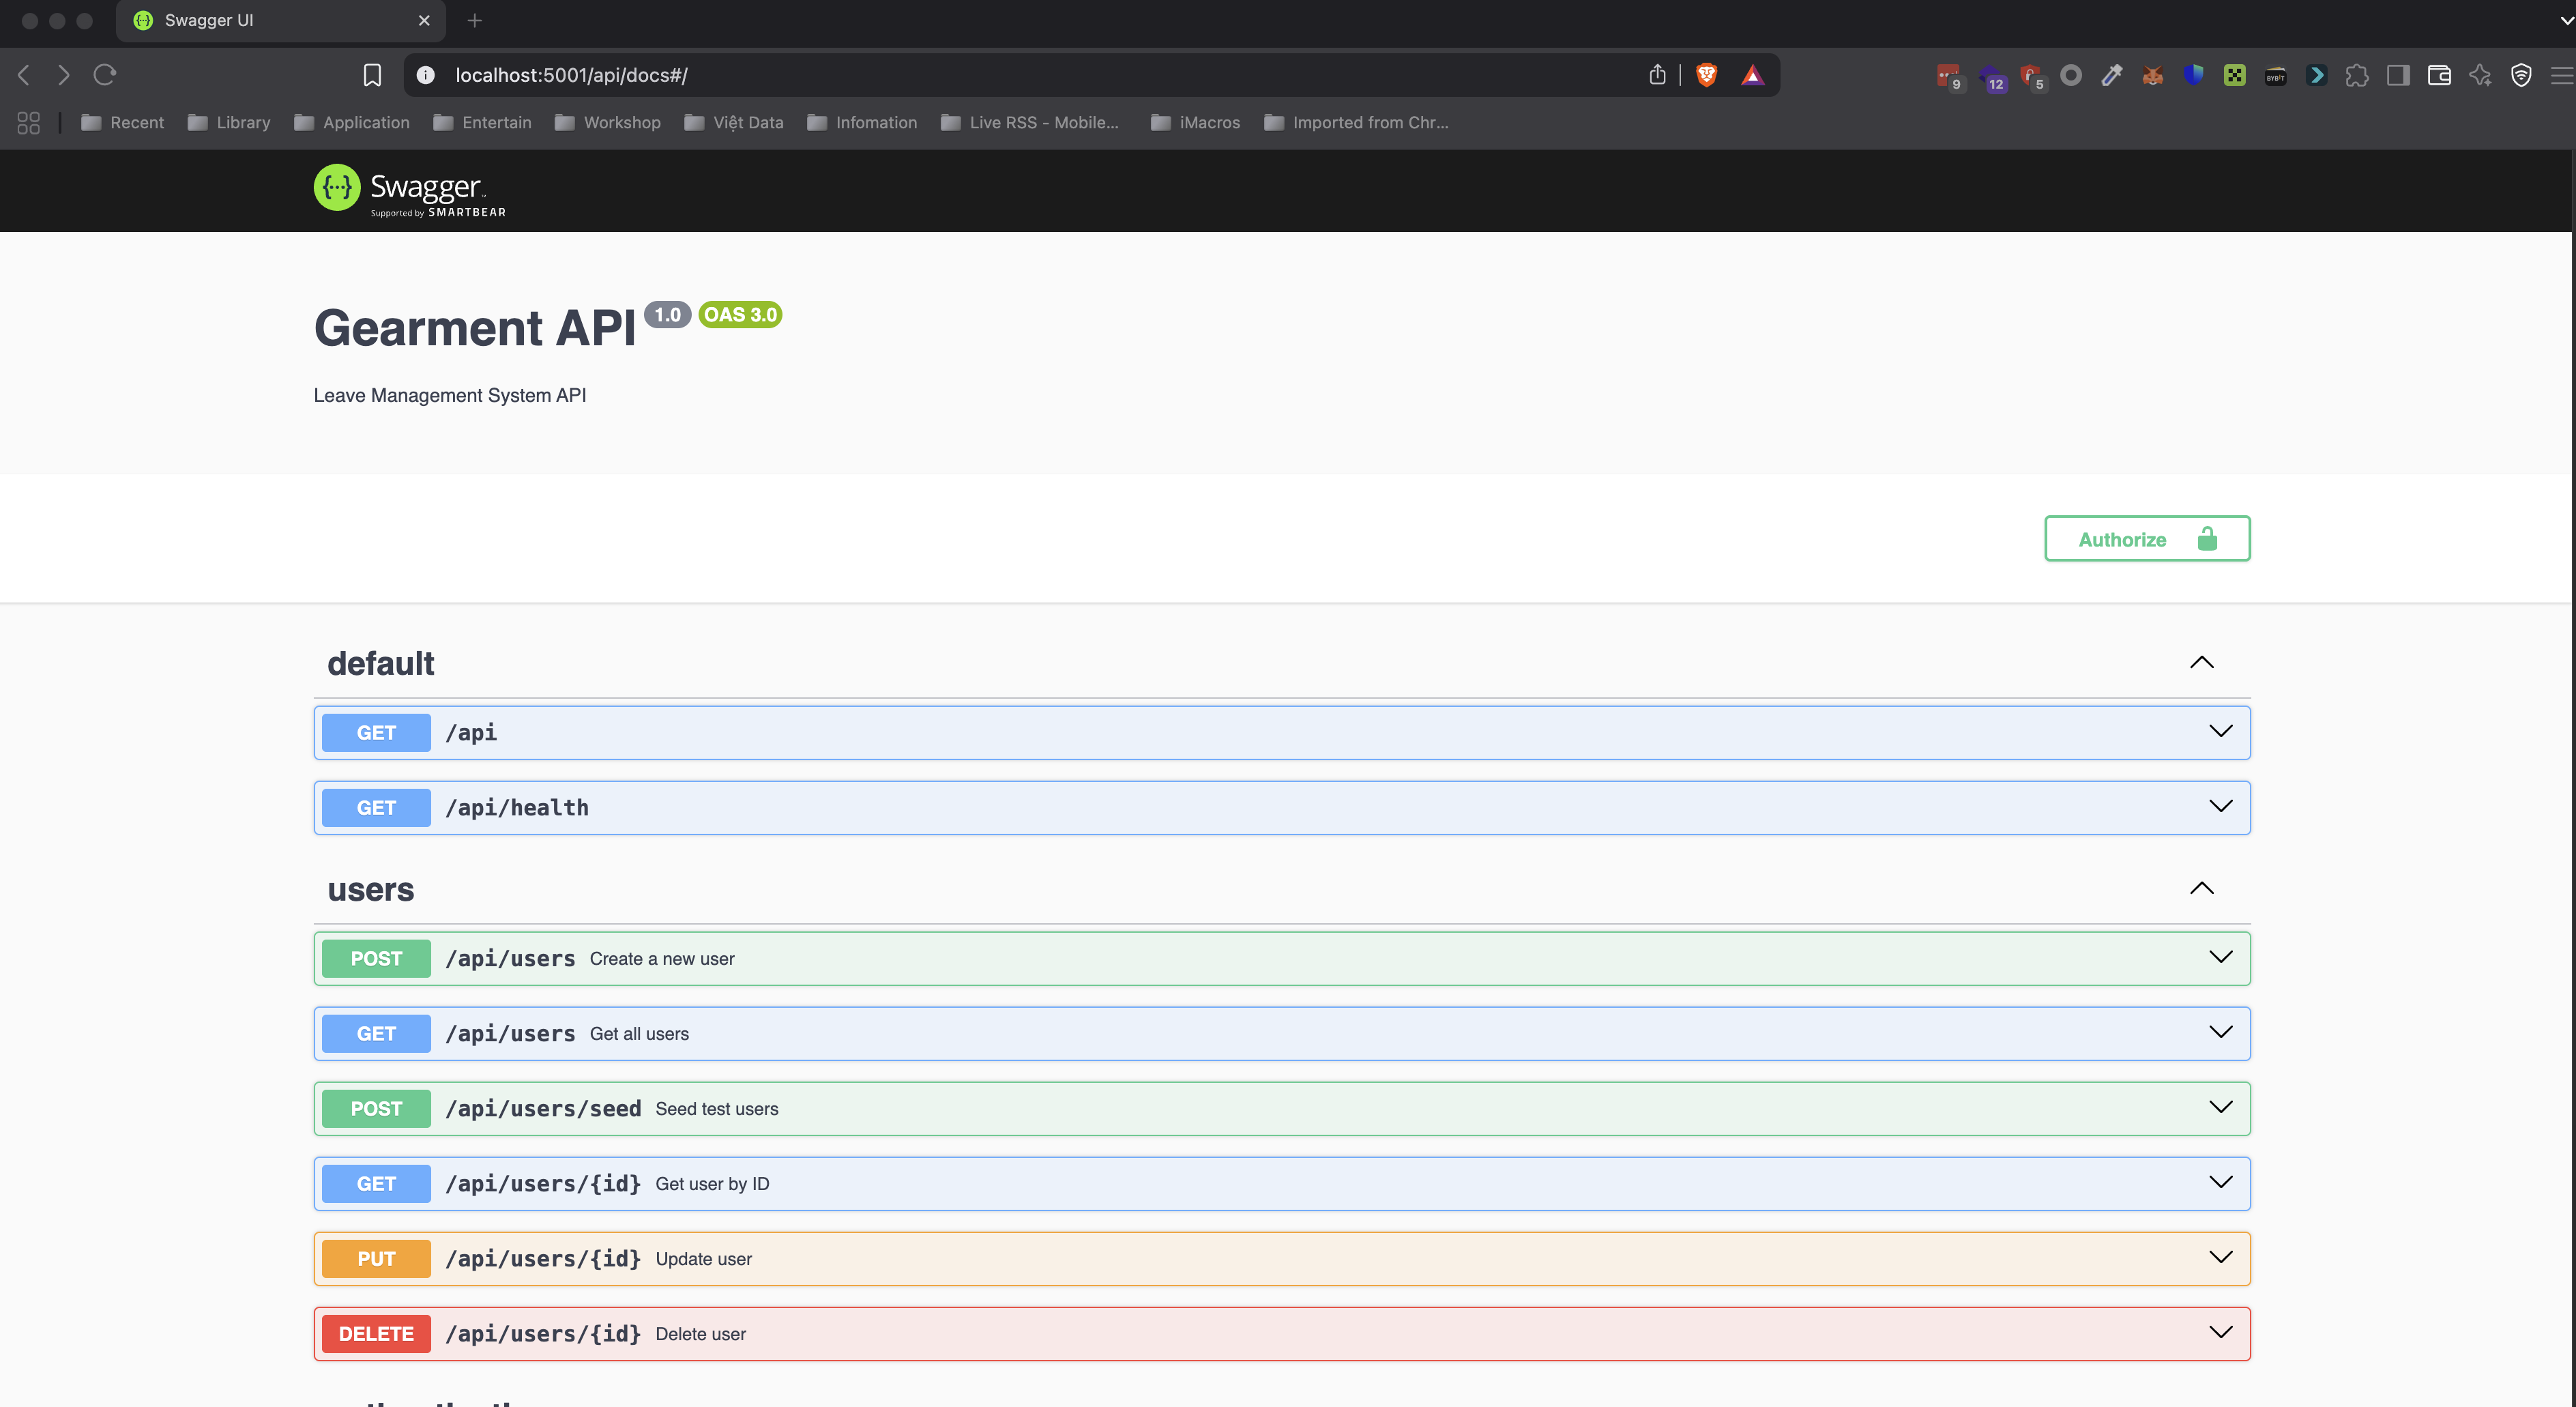 Swagger UI
localhost:5001/api/docs#/
9
12
5
BYBIT
Recent
Library
Application
Entertain
Workshop
Việt Data
Infomation
Live RSS - Mobile...
iMacros
Imported from Chr...
Swagger
Supported by SMARTBEAR
Gearment API 1.0 OAS 3.0
Leave Management System API
Authorize
default
GET /api
GET /api/health
users
POST /api/users Create a new user
GET /api/users Get all users
POST /api/users/seed Seed test users
GET /api/users/{id} Get user by ID
PUT /api/users/{id} Update user
DELETE /api/users/{id} Delete user